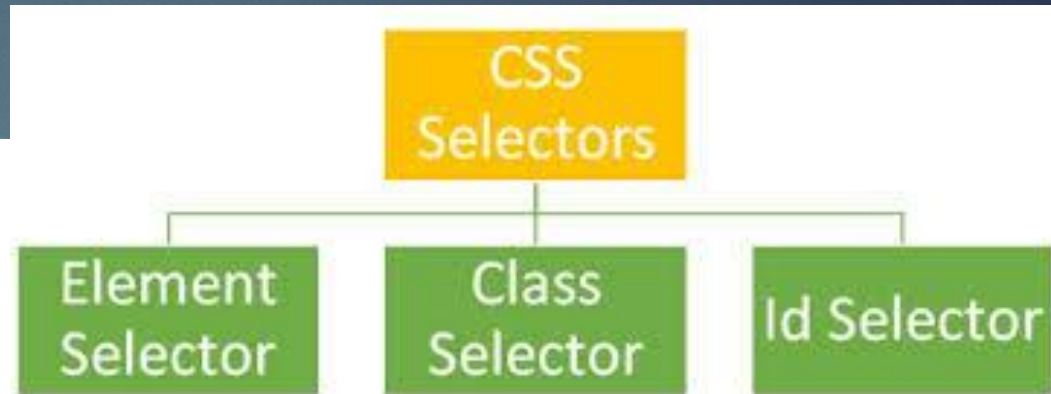 CSS
Selectors
Element
Selector
Class
Selector
Id Selector